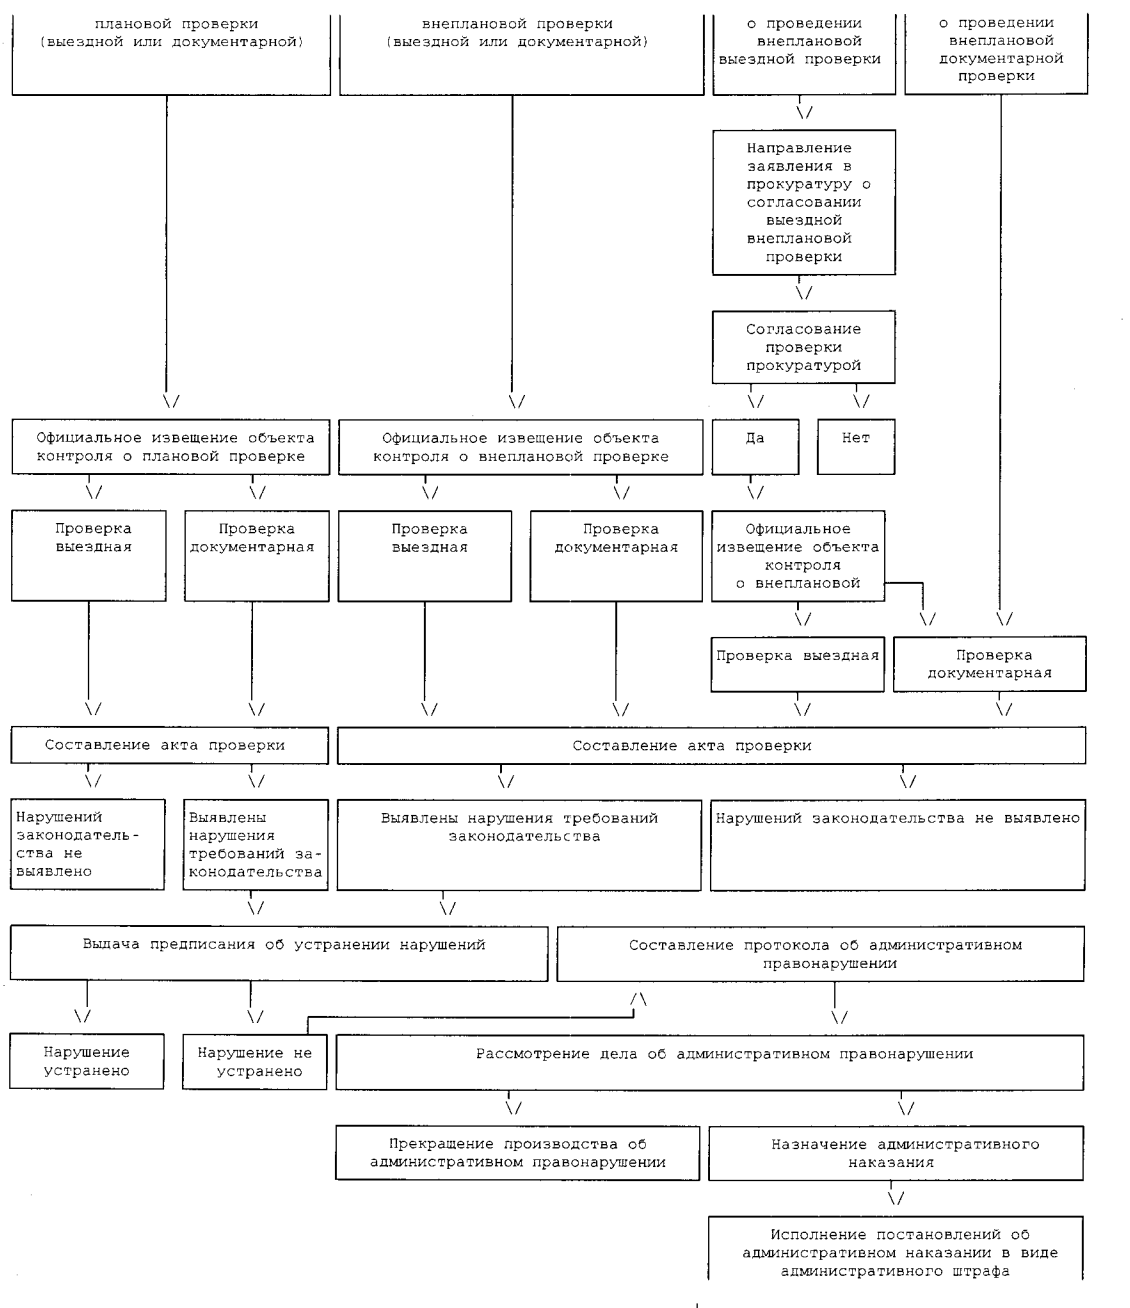 плановой проверки
(выездной или документарной)
внеплановой проверки
(выездной или документарной)
о проведении
внеплановой
выездной проверки
о проведении
внеплановой
документарной
проверки
Направление
заявления в
прокуратуру о
согласовании
выездной
внеплановой
проверки
Согласование
проверки
прокуратурой
Официальное извещение объекта
контроля о плановой проверке
Официальное извещение объекта
контроля о внеплановой проверке
Да
Нет
Проверка
выездная
Проверка
документарная
Проверка
выездная
Проверка
документарная
Официальное
извещение объекта
контроля
о внеплановой
Проверка выездная
Проверка
документарная
Составление акта проверки
Составление акта проверки
Нарушений
законодатель-
ства не
выявлено
Выявлены
нарушения
требований за-
конодательства
Выявлены нарушения требований
законодательства
Нарушений законодательства не выявлено
Выдача предписания об устранении нарушений
Составление протокола об административном
правонарушении
Нарушение
устранено
Нарушение не
устранено
Рассмотрение дела об административном правонарушении
Прекращение производства об
административном правонарушении
Назначение административного
наказания
Исполнение постановлений об
административном наказании в виде
административного штрафа